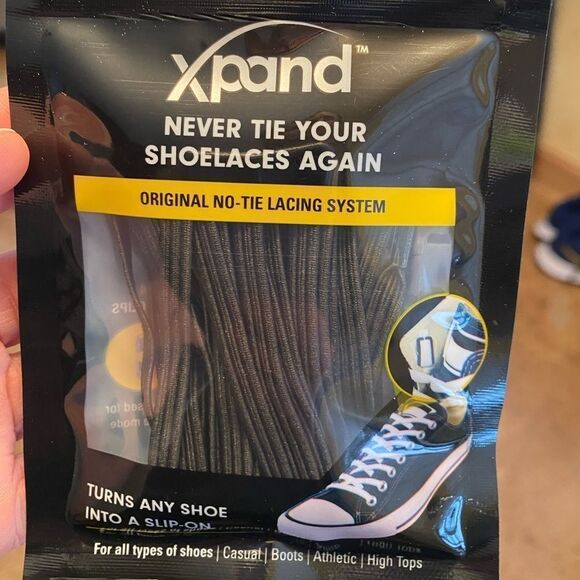 xpand™
NEVER TIE YOUR
SHOELACES AGAIN
ORIGINAL NO-TIE LACING SYSTEM
TURNS ANY SHOE
INTO A SLIP-ON
For all types of shoes | Casual | Boots | Athletic | High Tops